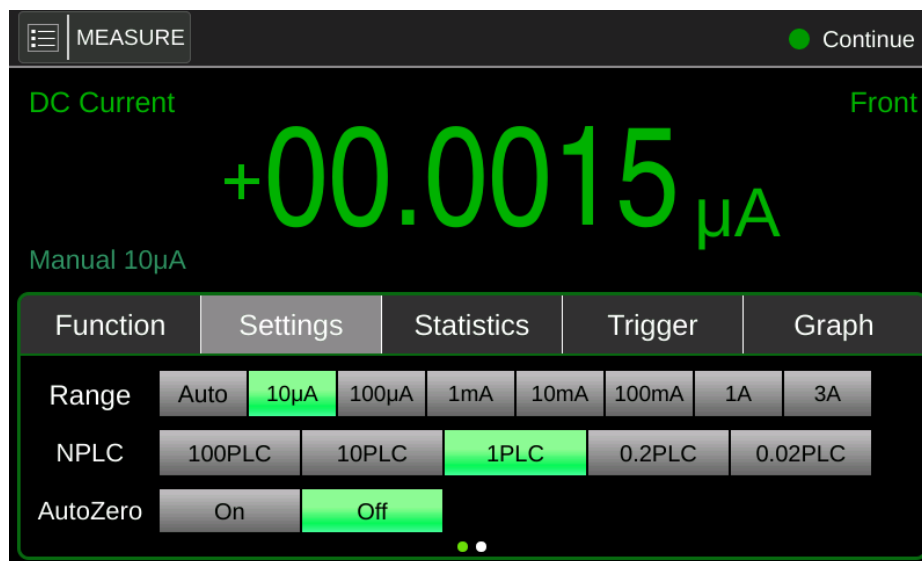 MEASURE Continue
DC Current Front
+00.0015 µA
Manual 10µA
Function Settings Statistics Trigger Graph
Range Auto 10µA 100µA 1mA 10mA 100mA 1A 3A
NPLC 100PLC 10PLC 1PLC 0.2PLC 0.02PLC
AutoZero On Off